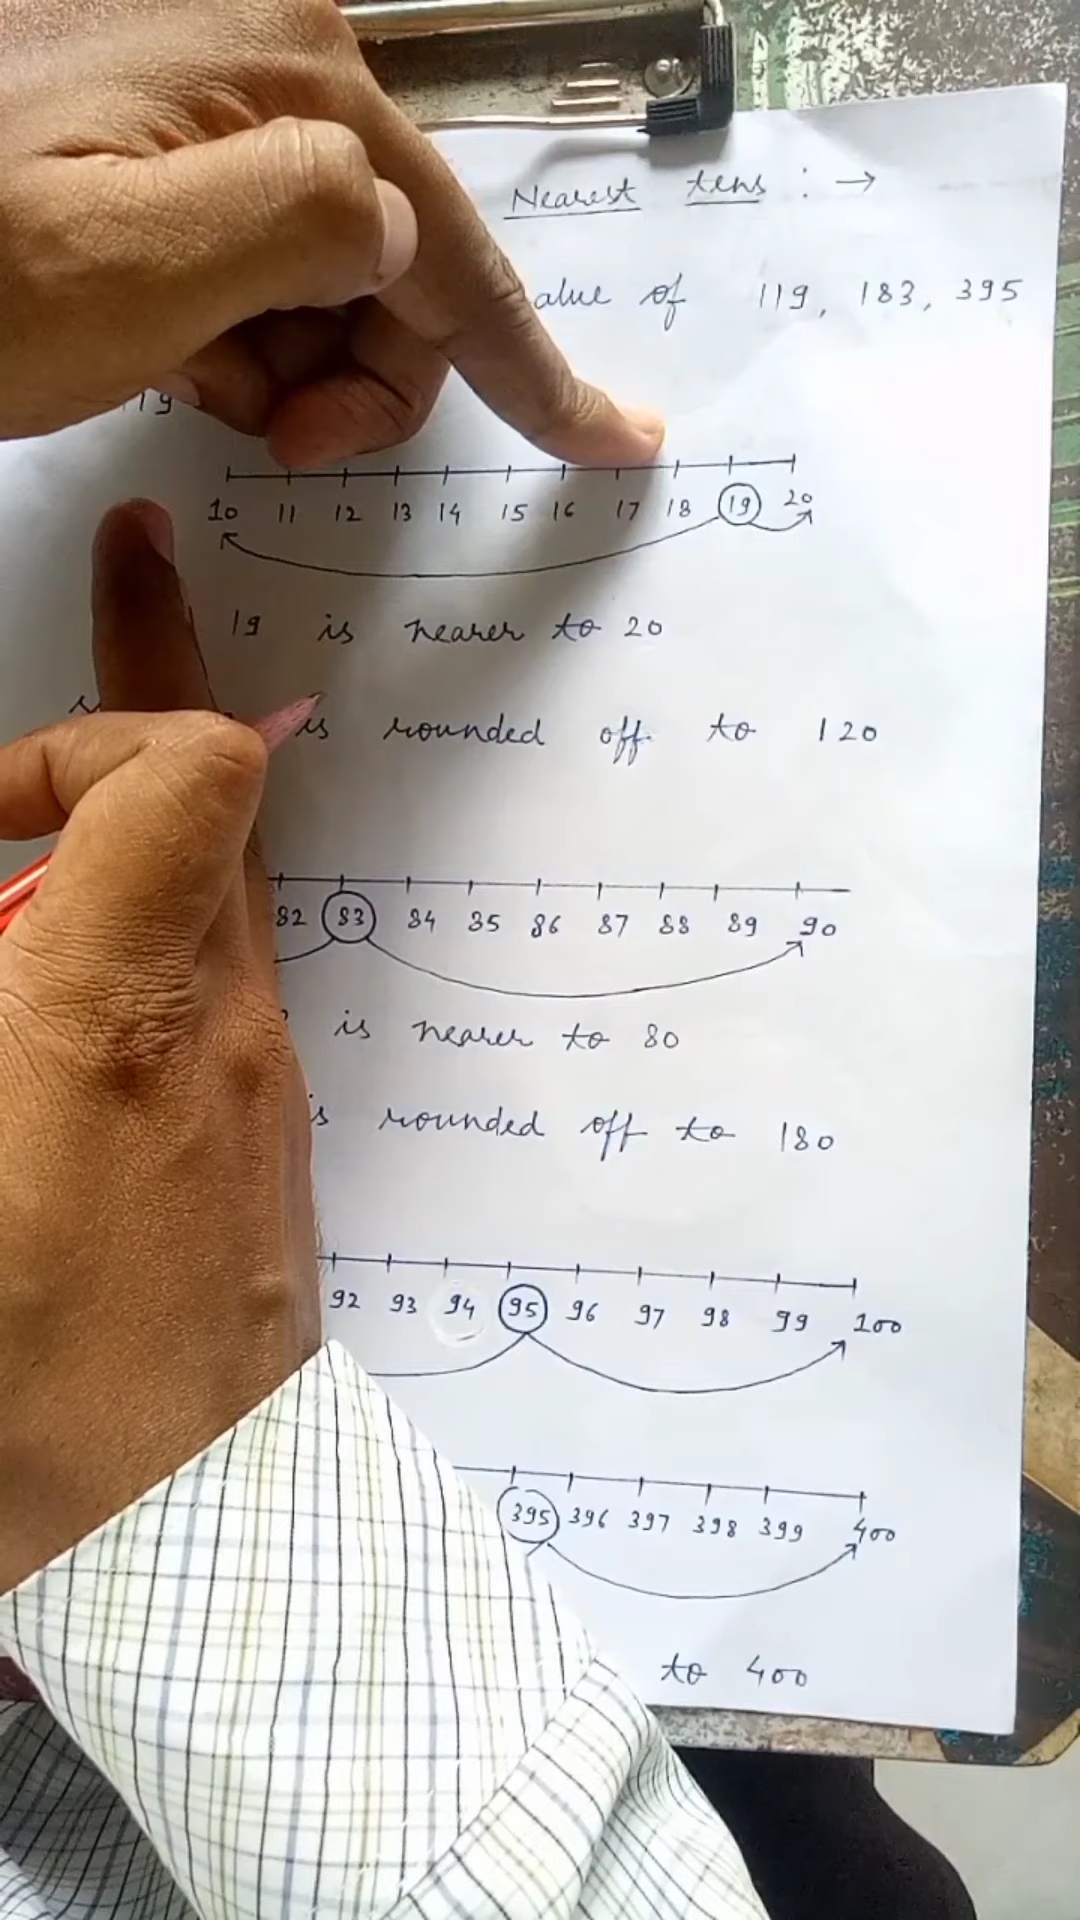 Nearest tens : →
alue of 119, 183, 395
119
10 11 12 13 14 15 16 17 18 19 20
19 is nearer to 20
is rounded off to 120
82 83 84 85 86 87 88 89 90
is nearer to 80
is rounded off to 180
92 93 94 95 96 97 98 99 100
395 396 397 398 399 400
to 400